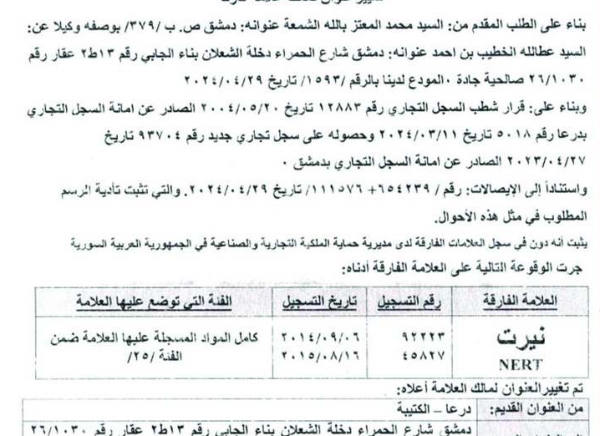 بناء على الطلب المقدم من: السيد محمد المعتز بالله الشمعة عنوانه: دمشق ص. ب /٣٧٩/ بوصفه وكيلا عن:
السيد عطاالله الخطيب بن احمد عنوانه: دمشق شارع الحمراء دخلة الشعلان بناء الجابي رقم ١٣ط٢ عقار رقم
٢٦/١٠٣٠ صالحية جادة ٠المودع لدينا بالرقم /١٥٩٣/ تاريخ ٢٠٢٤/٠٤/٢٩
وبناء على: قرار شطب السجل التجاري رقم ١٢٨٨٣ تاريخ ٢٠٠٤/٠٥/٢٠ الصادر عن امانة السجل التجاري
بدرعا رقم ٥٠١٨ تاريخ ٢٠٢٤/٠٣/١١ وحصوله على سجل تجاري جديد رقم ٩٣٧٠٤ تاريخ
٢٠٢٣/٠٤/٢٧ الصادر عن امانة السجل التجاري بدمشق ٠
واستناداً إلى الإيصالات: رقم / ٦٥٤٢٣٩+ ١١١٥٧٦/ تاريخ ٢٠٢٤/٠٤/٢٩. والتي تثبت تأدية الرسم
المطلوب في مثل هذه الأحوال.
يثبت أنه دون في سجل العلامات الفارقة لدى مديرية حماية الملكية التجارية والصناعية في الجمهورية العربية السورية
جرت الوقوعة التالية على العلامة الفارقة أدناه:
العلامة الفارقة رقم التسجيل تاريخ التسجيل الفئة التي توضع عليها العلامة
نيرت ٩٢٢٢٣ ٢٠١٤/٠٩/٠٦ كامل المواد المسجلة عليها العلامة ضمن
NERT ٤٥٨٢٧ ٢٠١٥/٠٨/١٦ الفئة /٢٥/
تم تغييرالعنوان لمالك العلامة أعلاه:
من العنوان القديم: درعا – الكتيبة
دمشق شارع الحمراء دخلة الشعلان بناء الجابي رقم ١٣ط٢ عقار رقم ٢٦/١٠٣٠